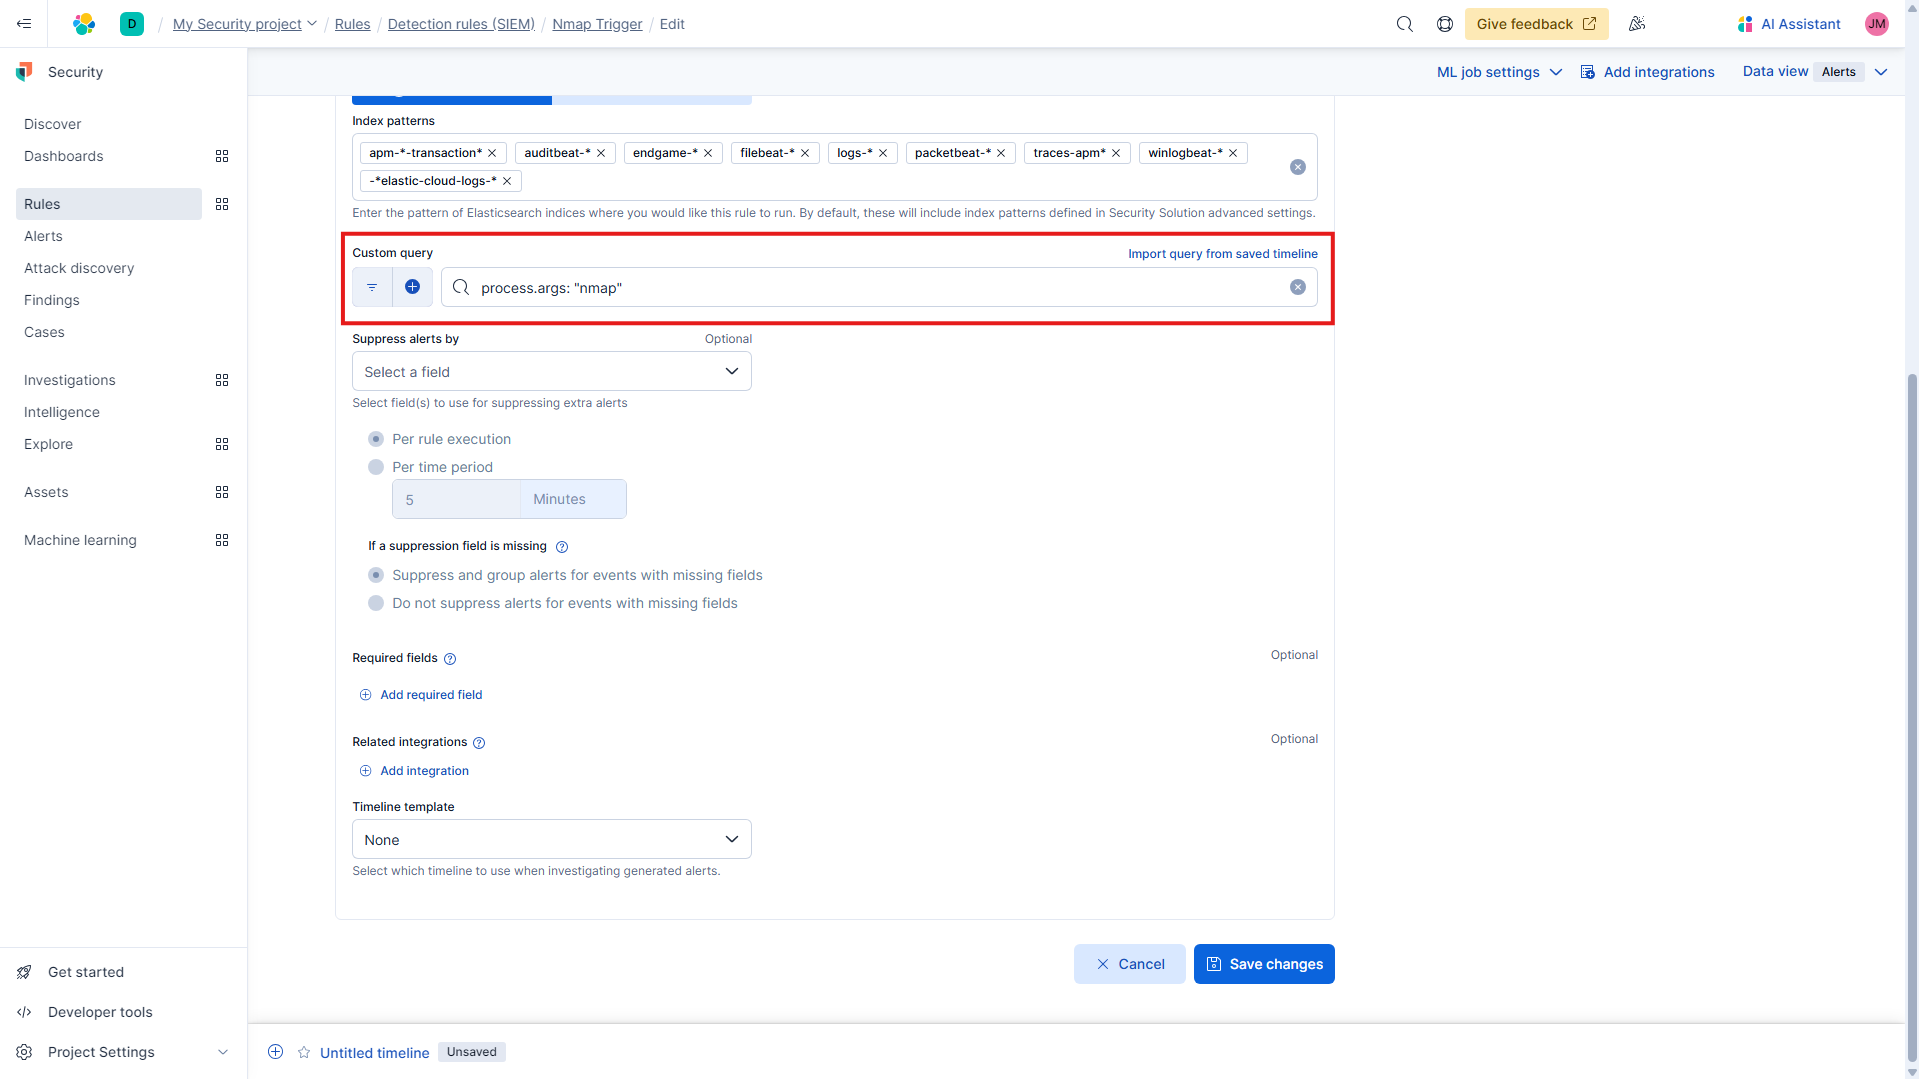 D / My Security project / Rules / Detection rules (SIEM) / Nmap Trigger / Edit
Give feedback
AI Assistant
JM
Security
ML job settings
Add integrations
Data view Alerts
Discover
Dashboards
Rules
Alerts
Attack discovery
Findings
Cases
Investigations
Intelligence
Explore
Assets
Machine learning
Get started
Developer tools
Project Settings
Index patterns
apm-*-transaction* auditbeat-* endgame-* filebeat-* logs-* packetbeat-* traces-apm* winlogbeat-*
-*elastic-cloud-logs-*
Enter the pattern of Elasticsearch indices where you would like this rule to run. By default, these will include index patterns defined in Security Solution advanced settings.
Custom query
Import query from saved timeline
process.args: "nmap"
Suppress alerts by
Optional
Select a field
Select field(s) to use for suppressing extra alerts
Per rule execution
Per time period
5 Minutes
If a suppression field is missing
Suppress and group alerts for events with missing fields
Do not suppress alerts for events with missing fields
Required fields
Optional
Add required field
Related integrations
Optional
Add integration
Timeline template
None
Select which timeline to use when investigating generated alerts.
Cancel
Save changes
Untitled timeline Unsaved